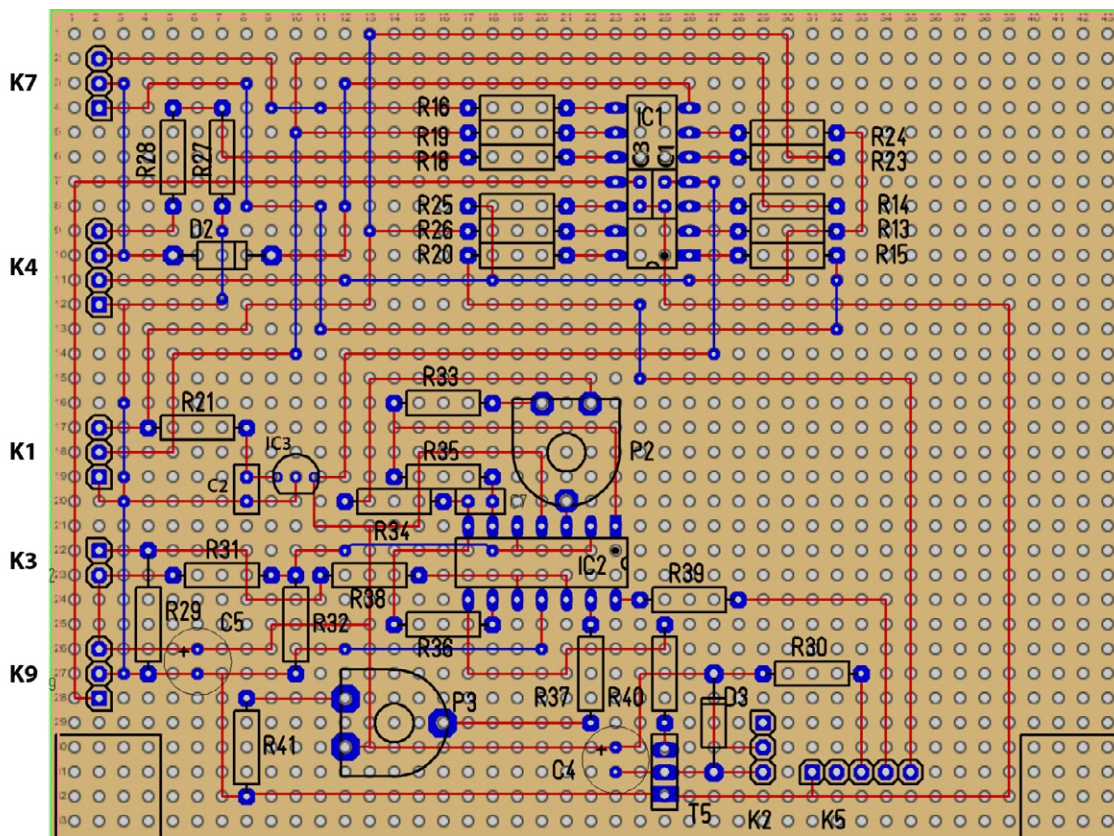 K7
R16
IC1
R19
R24
R28
R27
C3
C1
R18
R23
R25
R14
D2
R26
R13
K4
R20
R15
R33
R21
IC3
R35
P2
K1
C2
C7
R34
K3
R31
IC2
R39
R38
R29
C5
R32
R36
+
R30
K9
P3
R37
R40
D3
R41
+
C4
T5
K2
K5